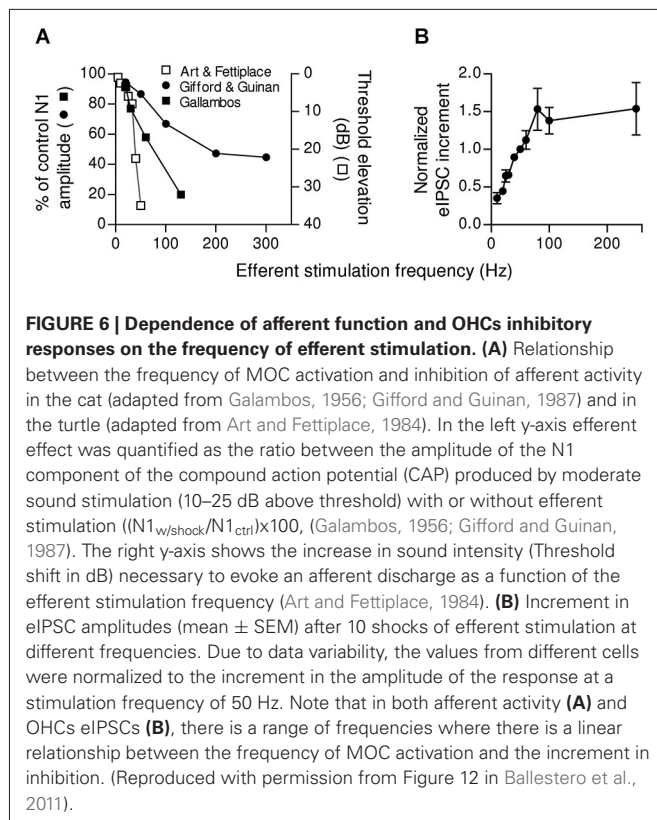 A
B
Art & Fettiplace
Gifford & Guinan
Gallambos
% of control N1
amplitude (■ ●)
100
80
60
40
20
0
0
10
20
30
40
Threshold elevation
(dB) (□)
0
100
200
300
Normalized
eIPSC increment
2.0
1.5
1.0
0.5
0.0
0
100
200
Efferent stimulation frequency (Hz)
FIGURE 6 | Dependence of afferent function and OHCs inhibitory
responses on the frequency of efferent stimulation. (A) Relationship
between the frequency of MOC activation and inhibition of afferent activity
in the cat (adapted from Galambos, 1956; Gifford and Guinan, 1987) and in
the turtle (adapted from Art and Fettiplace, 1984). In the left y-axis efferent
effect was quantified as the ratio between the amplitude of the N1
component of the compound action potential (CAP) produced by moderate
sound stimulation (10–25 dB above threshold) with or without efferent
stimulation ((N1w/shock/N1ctrl)x100, (Galambos, 1956; Gifford and Guinan,
1987). The right y-axis shows the increase in sound intensity (Threshold
shift in dB) necessary to evoke an afferent discharge as a function of the
efferent stimulation frequency (Art and Fettiplace, 1984). (B) Increment in
eIPSC amplitudes (mean ± SEM) after 10 shocks of efferent stimulation at
different frequencies. Due to data variability, the values from different cells
were normalized to the increment in the amplitude of the response at a
stimulation frequency of 50 Hz. Note that in both afferent activity (A) and
OHCs eIPSCs (B), there is a range of frequencies where there is a linear
relationship between the frequency of MOC activation and the increment in
inhibition. (Reproduced with permission from Figure 12 in Ballestero et al.,
2011).